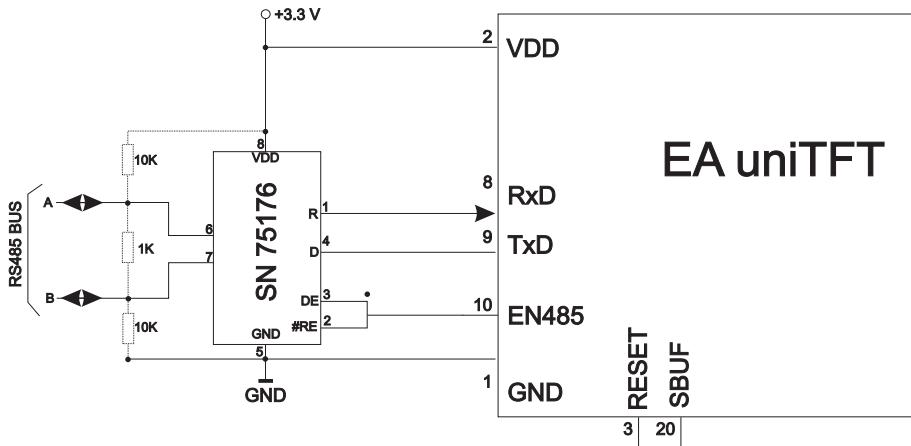 +3.3 V
2
VDD
8
VDD
10K
EA uniTFT
A
6
R
1
8
RxD
RS485 BUS
1K
SN 75176
7
D
4
9
TxD
B
DE
3
10K
#RE
2
10
EN485
GND
5
GND
1
GND
RESET
SBUF
3
20